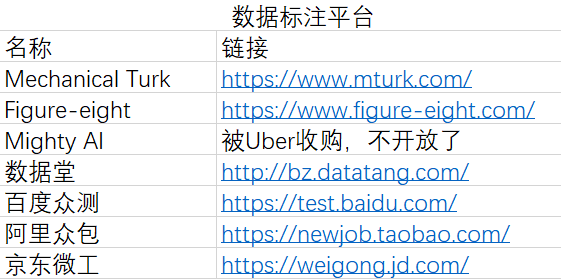 数据标注平台
名称 链接
Mechanical Turk https://www.mturk.com/
Figure-eight https://www.figure-eight.com/
Mighty AI 被Uber收购，不开放了
数据堂 http://bz.datatang.com/
百度众测 https://test.baidu.com/
阿里众包 https://newjob.taobao.com/
京东微工 https://weigong.jd.com/